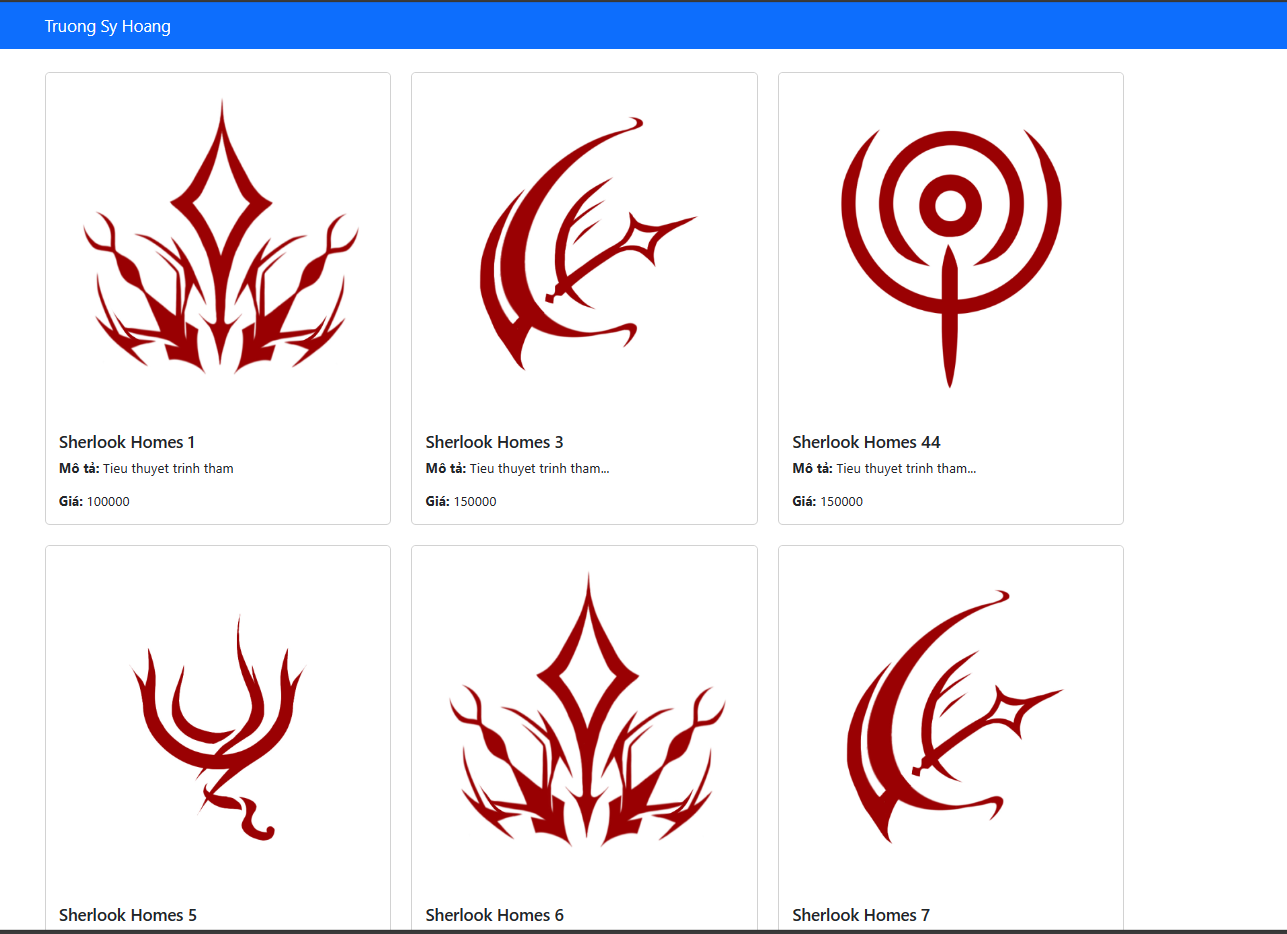 Truong Sy Hoang
Sherlook Homes 1
Mô tả: Tieu thuyet trinh tham
Giá: 100000
Sherlook Homes 3
Mô tả: Tieu thuyet trinh tham...
Giá: 150000
Sherlook Homes 44
Mô tả: Tieu thuyet trinh tham...
Giá: 150000
Sherlook Homes 5
Sherlook Homes 6
Sherlook Homes 7